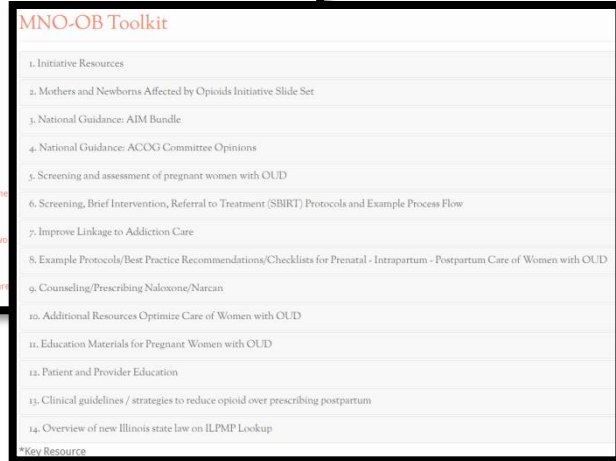 MNO-OB Toolkit
1. Initiative Resources
2. Mothers and Newborns Affected by Opioids Initiative Slide Set
3. National Guidance: AIM Bundle
4. National Guidance: ACOG Committee Opinions
5. Screening and assessment of pregnant women with OUD
6. Screening, Brief Intervention, Referral to Treatment (SBIRT) Protocols and Example Process Flow
7. Improve Linkage to Addiction Care
8. Example Protocols/Best Practice Recommendations/Checklists for Prenatal - Intrapartum - Postpartum Care of Women with OUD
9. Counseling/Prescribing Naloxone/Narcan
10. Additional Resources Optimize Care of Women with OUD
11. Education Materials for Pregnant Women with OUD
12. Patient and Provider Education
13. Clinical guidelines / strategies to reduce opioid over prescribing postpartum
14. Overview of new Illinois state law on ILPMP Lookup
*Key Resource